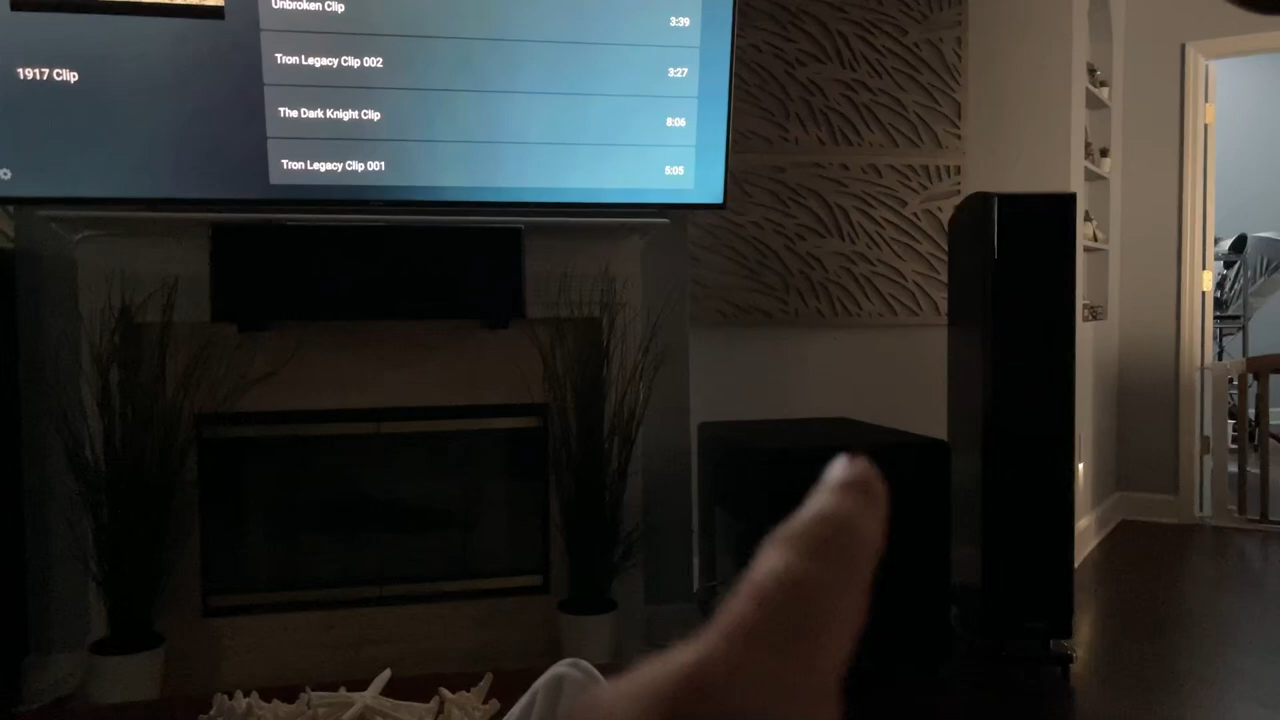 Unbroken Clip
3:39
1917 Clip
Tron Legacy Clip 002
3:27
The Dark Knight Clip
8:06
Tron Legacy Clip 001
5:05